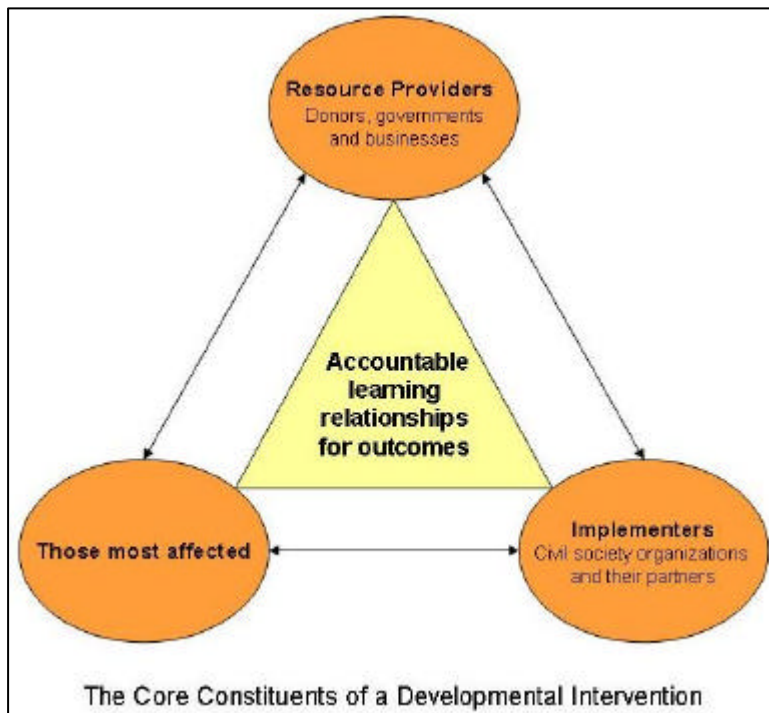 Resource Providers
Donors, governments
and businesses
Accountable
learning
relationships
for outcomes
Those most affected
Implementers
Civil society organizations
and their partners
The Core Constituents of a Developmental Intervention